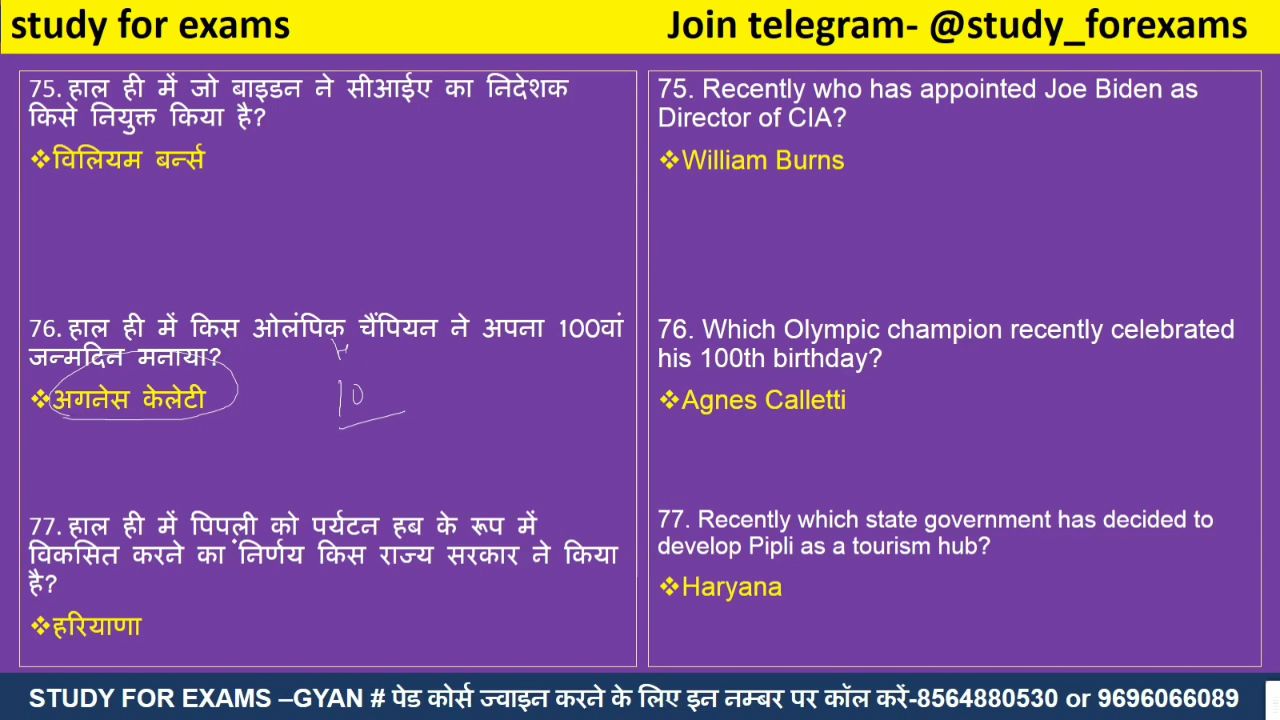 study for exams
Join telegram- @study_forexams
75. हाल ही में जो बाइडन ने सीआईए का निदेशक
किसे नियुक्त किया है?
❖विलियम बर्न्स
76. हाल ही में किस ओलंपिक चैंपियन ने अपना 100वां
जन्मदिन मनाया?
❖अगनेस केलेटी
10
77. हाल ही में पिपली को पर्यटन हब के रूप में
विकसित करने का निर्णय किस राज्य सरकार ने किया
है?
❖हरियाणा
75. Recently who has appointed Joe Biden as
Director of CIA?
❖William Burns
76. Which Olympic champion recently celebrated
his 100th birthday?
❖Agnes Calletti
77. Recently which state government has decided to
develop Pipli as a tourism hub?
❖Haryana
STUDY FOR EXAMS –GYAN # पेड कोर्स ज्वाइन करने के लिए इन नम्बर पर कॉल करें-8564880530 or 9696066089